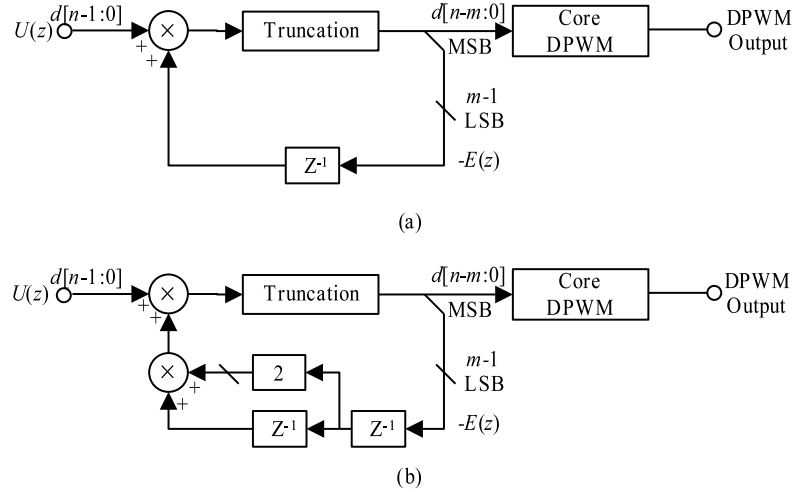 U(z) d[n-1:0] Truncation d[n-m:0] Core DPWM DPWM Output
+ + MSB
m-1 LSB
Z⁻¹ -E(z)
(a)
U(z) d[n-1:0] Truncation d[n-m:0] Core DPWM DPWM Output
+ + MSB
+ 2 m-1 LSB
+ Z⁻¹ Z⁻¹ -E(z)
(b)